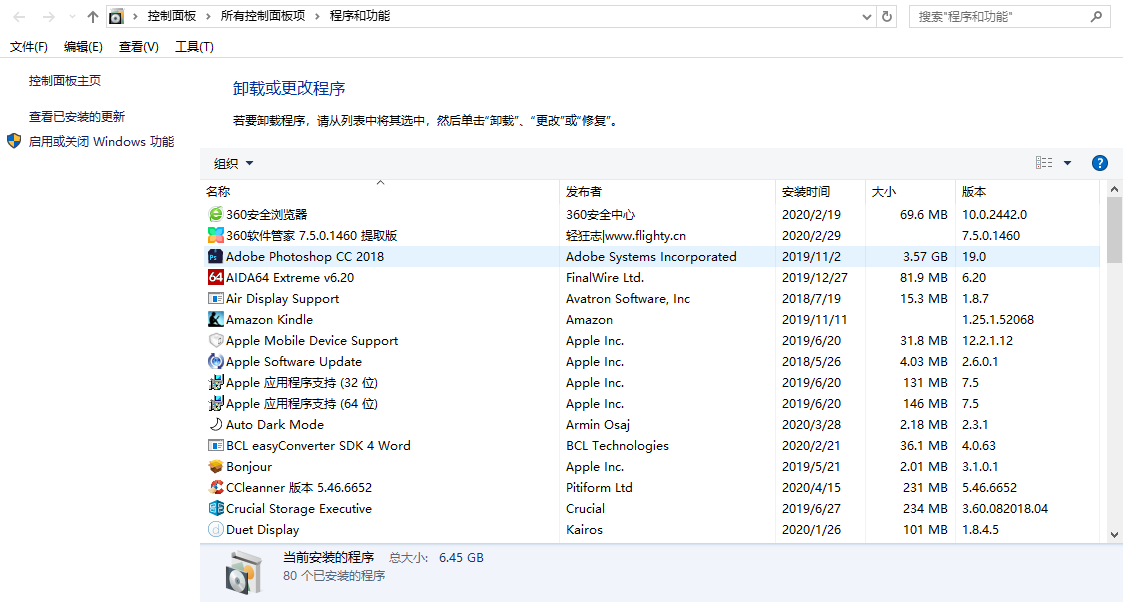 控制面板 › 所有控制面板项 › 程序和功能 搜索"程序和功能"
文件(F) 编辑(E) 查看(V) 工具(T)
控制面板主页
查看已安装的更新
启用或关闭 Windows 功能
卸载或更改程序
若要卸载程序，请从列表中将其选中，然后单击“卸载”、“更改”或“修复”。
组织
名称 发布者 安装时间 大小 版本
360安全浏览器 360安全中心 2020/2/19 69.6 MB 10.0.2442.0
360软件管家 7.5.0.1460 提取版 轻狂志|www.flighty.cn 2020/2/29 7.5.0.1460
Ps Adobe Photoshop CC 2018 Adobe Systems Incorporated 2019/11/2 3.57 GB 19.0
64 AIDA64 Extreme v6.20 FinalWire Ltd. 2019/12/27 81.9 MB 6.20
Air Display Support Avatron Software, Inc 2018/7/19 15.3 MB 1.8.7
Amazon Kindle Amazon 2019/11/11 1.25.1.52068
Apple Mobile Device Support Apple Inc. 2019/6/20 31.8 MB 12.2.1.12
Apple Software Update Apple Inc. 2018/5/26 4.03 MB 2.6.0.1
Apple 应用程序支持 (32 位) Apple Inc. 2019/6/20 131 MB 7.5
Apple 应用程序支持 (64 位) Apple Inc. 2019/6/20 146 MB 7.5
Auto Dark Mode Armin Osaj 2020/3/28 2.18 MB 2.3.1
BCL easyConverter SDK 4 Word BCL Technologies 2020/2/21 36.1 MB 4.0.63
Bonjour Apple Inc. 2019/5/21 2.01 MB 3.1.0.1
CCleanner 版本 5.46.6652 Pitiform Ltd 2020/4/15 231 MB 5.46.6652
Crucial Storage Executive Crucial 2019/6/27 234 MB 3.60.082018.04
Duet Display Kairos 2020/1/26 101 MB 1.8.4.5
当前安装的程序 总大小: 6.45 GB
80 个已安装的程序